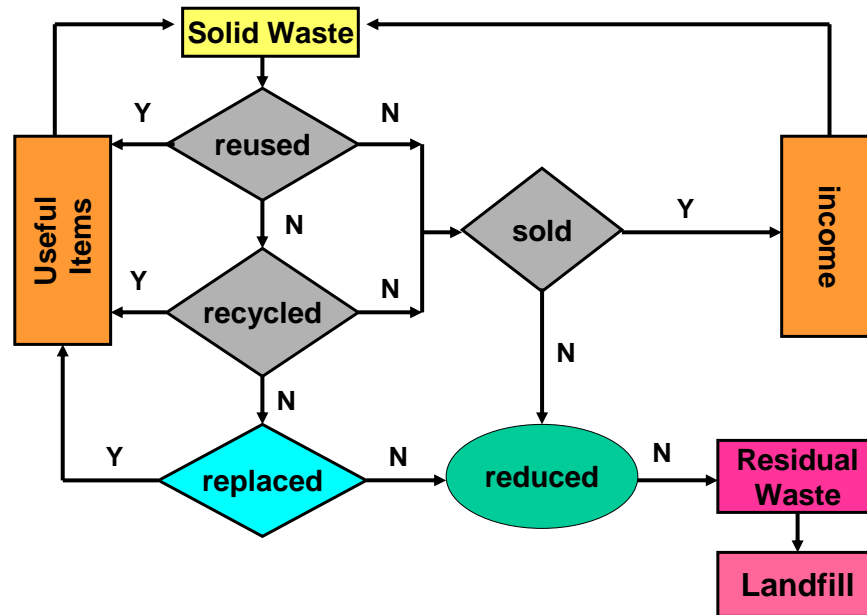 Solid Waste
Y
N
reused
Useful
Items
N
sold
Y
income
Y
recycled
N
N
N
Y
replaced
N
reduced
N
Residual
Waste
Landfill